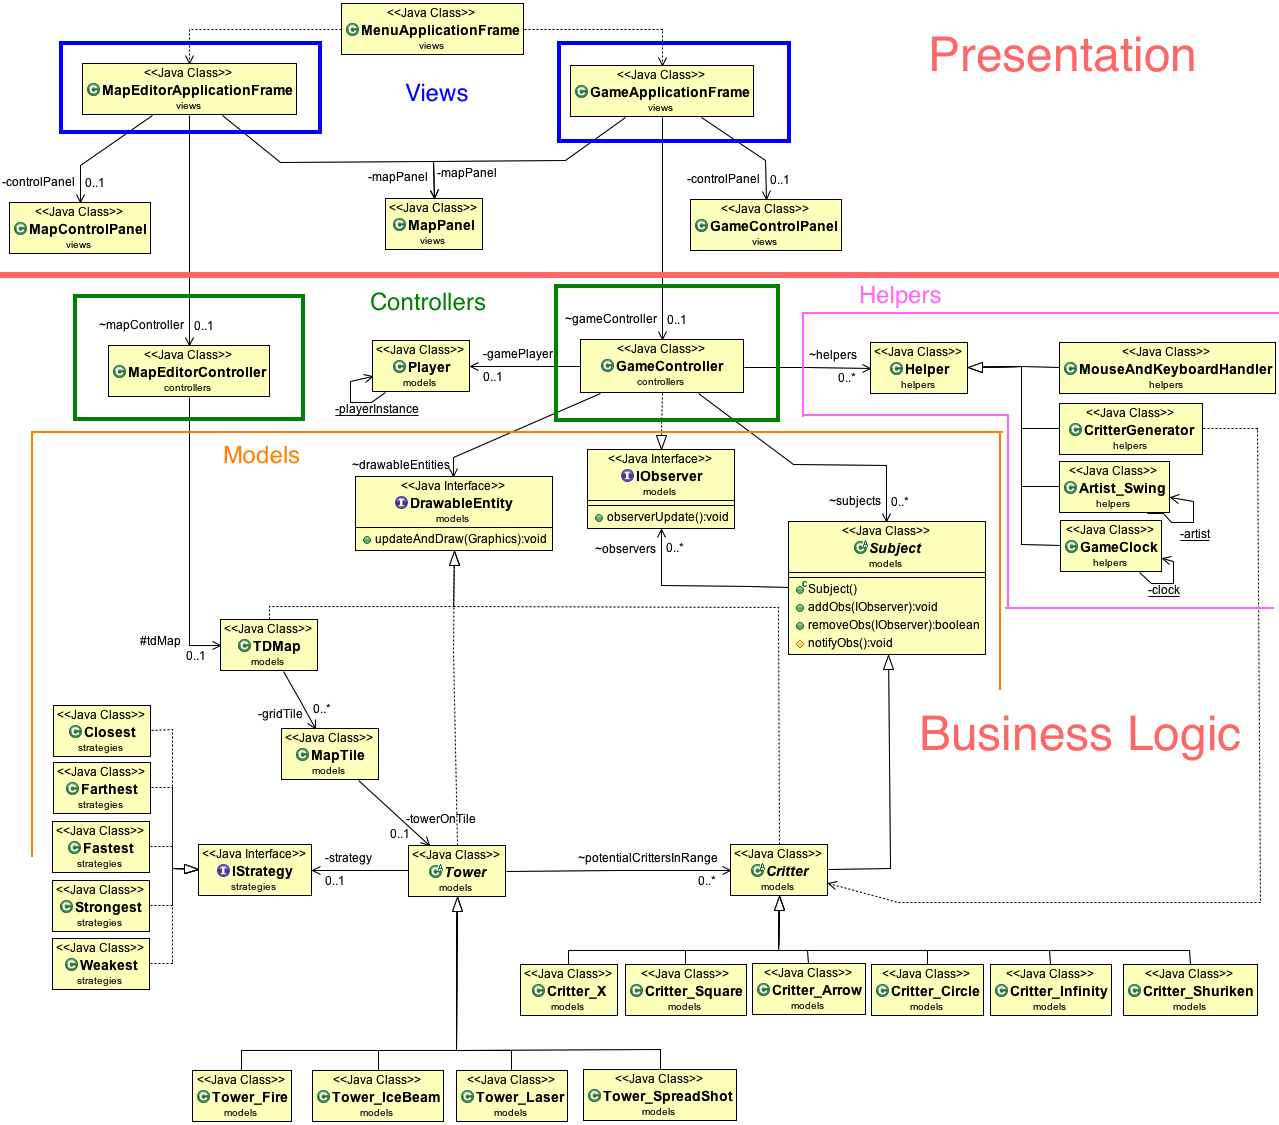 <<Java Class>>
MenuApplicationFrame
views
Presentation
<<Java Class>>
MapEditorApplicationFrame
views
Views
<<Java Class>>
GameApplicationFrame
views
-controlPanel
0..1
-mapPanel
-mapPanel
-controlPanel
0..1
<<Java Class>>
MapControlPanel
views
<<Java Class>>
MapPanel
views
<<Java Class>>
GameControlPanel
views
Controllers
Helpers
~mapController
0..1
~gameController
0..1
<<Java Class>>
MapEditorController
controllers
<<Java Class>>
Player
models
-playerInstance
-gamePlayer
0..1
<<Java Class>>
GameController
controllers
~helpers
0..*
<<Java Class>>
Helper
helpers
<<Java Class>>
MouseAndKeyboardHandler
helpers
<<Java Class>>
CritterGenerator
helpers
<<Java Class>>
Artist_Swing
helpers
-artist
<<Java Class>>
GameClock
helpers
-clock
Models
~drawableEntities
<<Java Interface>>
DrawableEntity
models
updateAndDraw(Graphics):void
<<Java Interface>>
IObserver
models
observerUpdate():void
~observers
0..*
~subjects
0..*
<<Java Class>>
Subject
models
Subject()
addObs(IObserver):void
removeObs(IObserver):boolean
notifyObs():void
#tdMap
0..1
<<Java Class>>
TDMap
models
-gridTile
0..*
<<Java Class>>
MapTile
models
Business Logic
<<Java Class>>
Closest
strategies
<<Java Class>>
Farthest
strategies
<<Java Class>>
Fastest
strategies
<<Java Class>>
Strongest
strategies
<<Java Class>>
Weakest
strategies
<<Java Interface>>
IStrategy
strategies
-strategy
0..1
-towerOnTile
0..1
<<Java Class>>
Tower
models
~potentialCrittersInRange
0..*
<<Java Class>>
Critter
models
<<Java Class>>
Critter_X
models
<<Java Class>>
Critter_Square
models
<<Java Class>>
Critter_Arrow
models
<<Java Class>>
Critter_Circle
models
<<Java Class>>
Critter_Infinity
models
<<Java Class>>
Critter_Shuriken
models
<<Java Class>>
Tower_Fire
models
<<Java Class>>
Tower_IceBeam
models
<<Java Class>>
Tower_Laser
models
<<Java Class>>
Tower_SpreadShot
models